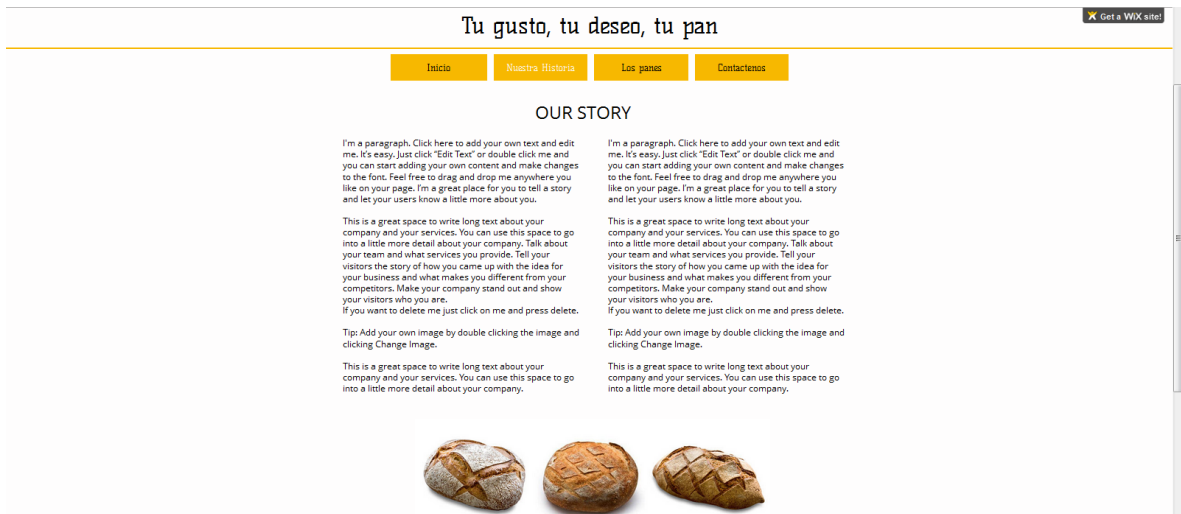 Get a WiX site!
Tu gusto, tu deseo, tu pan
Inicio
Nuestra Historia
Los panes
Contactenos
OUR STORY
I'm a paragraph. Click here to add your own text and edit
me. It's easy. Just click “Edit Text” or double click me and
you can start adding your own content and make changes
to the font. Feel free to drag and drop me anywhere you
like on your page. I'm a great place for you to tell a story
and let your users know a little more about you.
This is a great space to write long text about your
company and your services. You can use this space to go
into a little more detail about your company. Talk about
your team and what services you provide. Tell your
visitors the story of how you came up with the idea for
your business and what makes you different from your
competitors. Make your company stand out and show
your visitors who you are.
If you want to delete me just click on me and press delete.
Tip: Add your own image by double clicking the image and
clicking Change Image.
This is a great space to write long text about your
company and your services. You can use this space to go
into a little more detail about your company.
I'm a paragraph. Click here to add your own text and edit
me. It's easy. Just click “Edit Text” or double click me and
you can start adding your own content and make changes
to the font. Feel free to drag and drop me anywhere you
like on your page. I'm a great place for you to tell a story
and let your users know a little more about you.
This is a great space to write long text about your
company and your services. You can use this space to go
into a little more detail about your company. Talk about
your team and what services you provide. Tell your
visitors the story of how you came up with the idea for
your business and what makes you different from your
competitors. Make your company stand out and show
your visitors who you are.
If you want to delete me just click on me and press delete.
Tip: Add your own image by double clicking the image and
clicking Change Image.
This is a great space to write long text about your
company and your services. You can use this space to go
into a little more detail about your company.